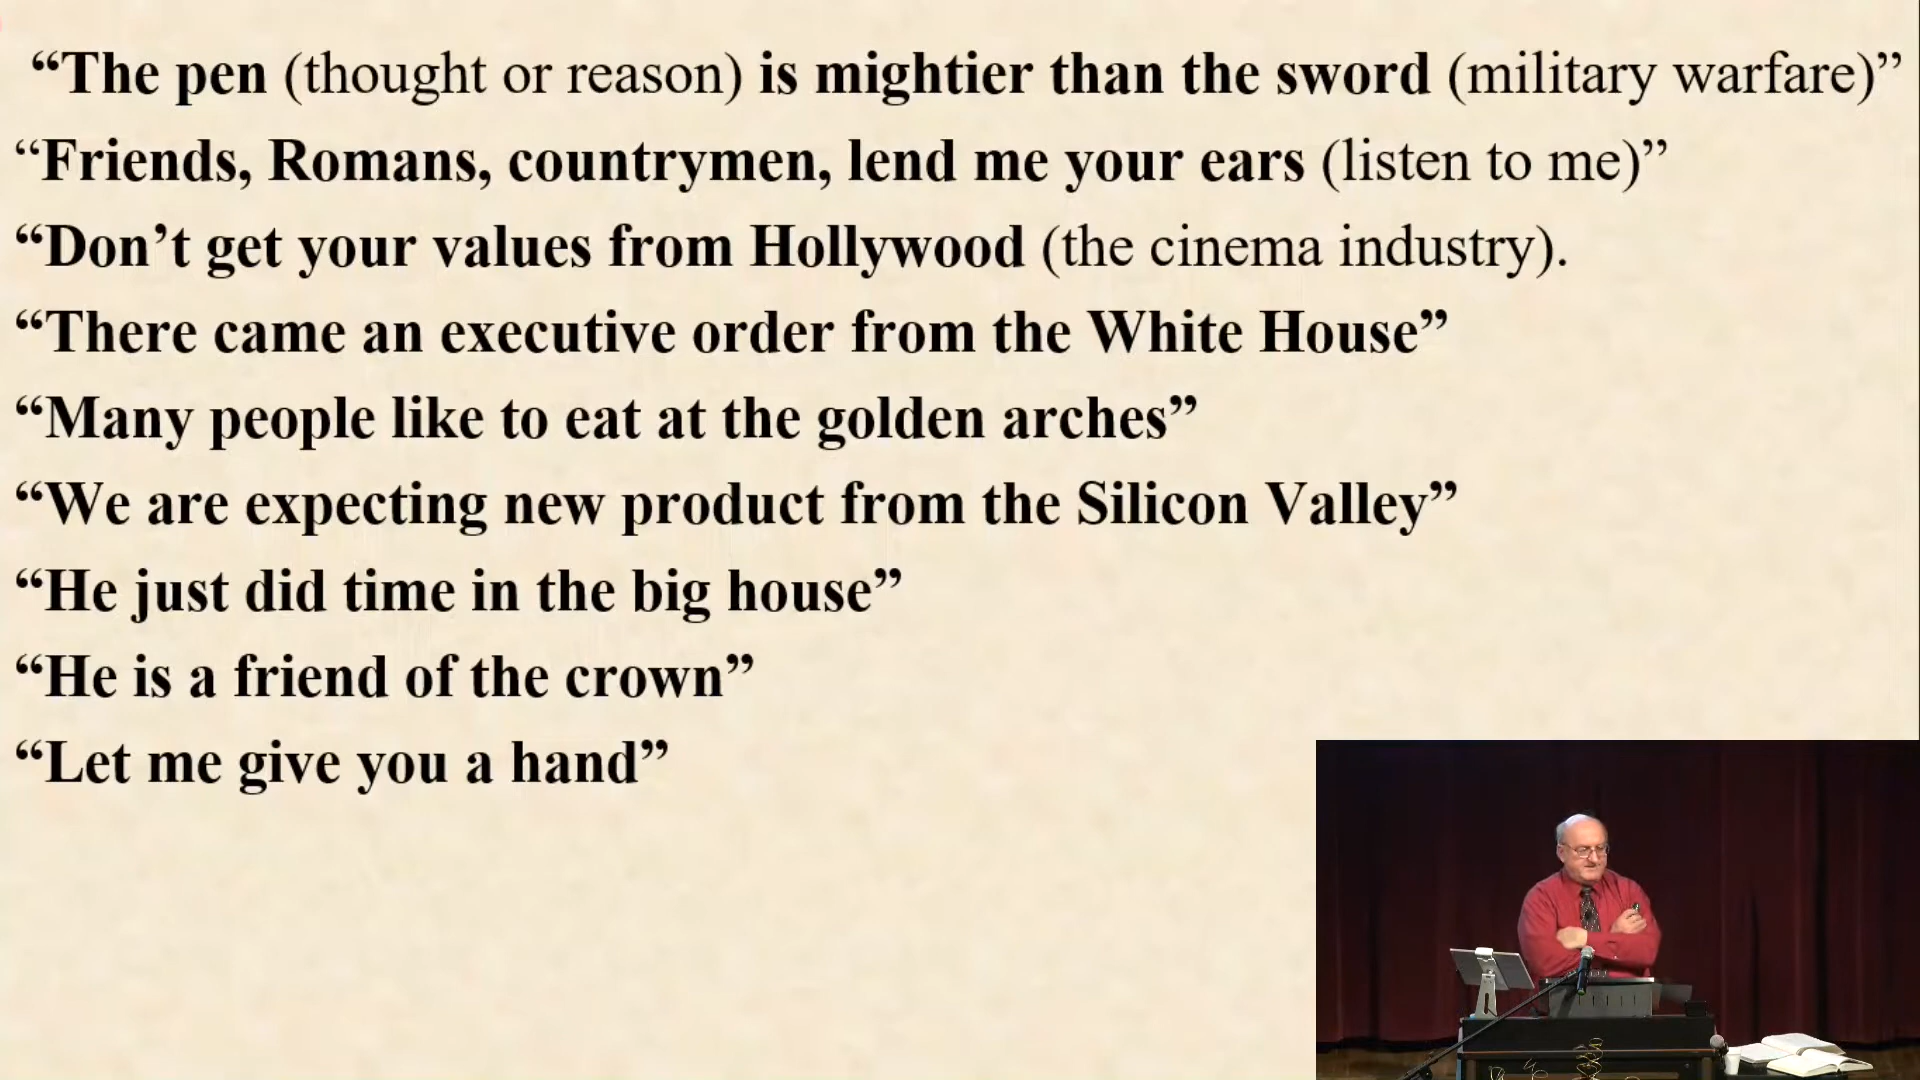 “The pen (thought or reason) is mightier than the sword (military warfare)”
“Friends, Romans, countrymen, lend me your ears (listen to me)”
“Don’t get your values from Hollywood (the cinema industry).
“There came an executive order from the White House”
“Many people like to eat at the golden arches”
“We are expecting new product from the Silicon Valley”
“He just did time in the big house”
“He is a friend of the crown”
“Let me give you a hand”